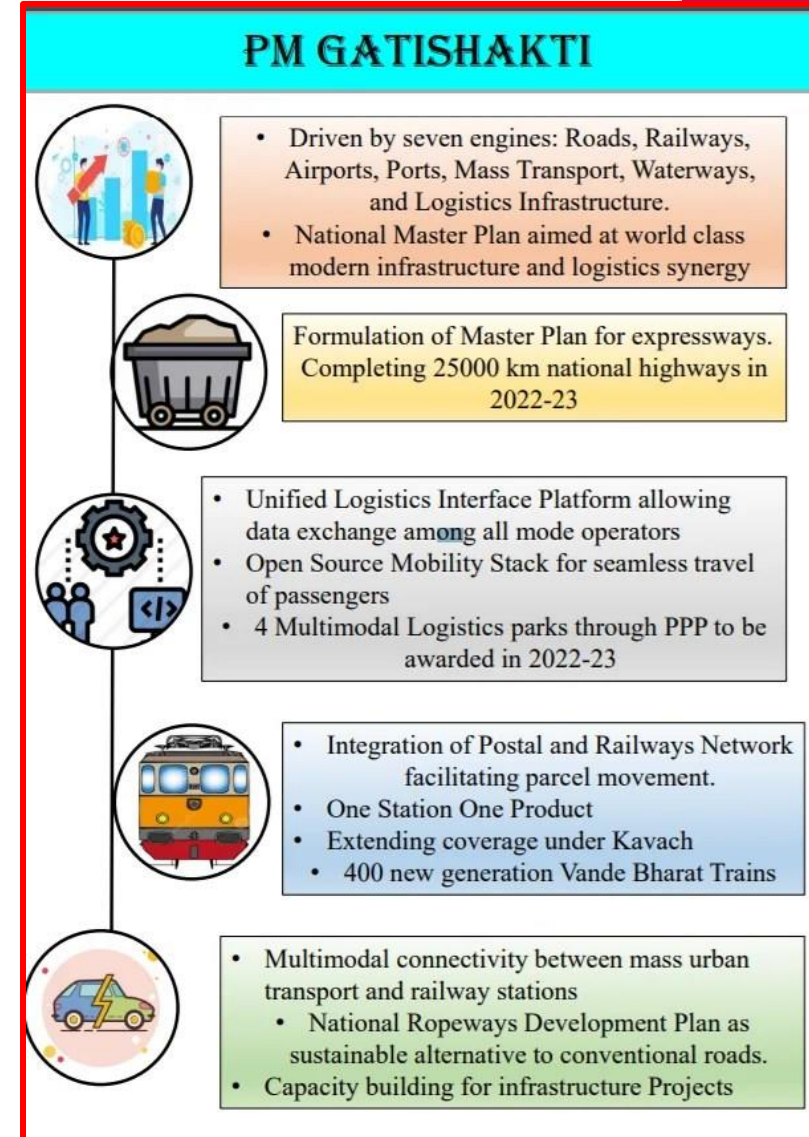 PM GATISHAKTI
• Driven by seven engines: Roads, Railways,
Airports, Ports, Mass Transport, Waterways,
and Logistics Infrastructure.
• National Master Plan aimed at world class
modern infrastructure and logistics synergy
Formulation of Master Plan for expressways.
Completing 25000 km national highways in
2022-23
• Unified Logistics Interface Platform allowing
data exchange among all mode operators
• Open Source Mobility Stack for seamless travel
of passengers
• 4 Multimodal Logistics parks through PPP to be
awarded in 2022-23
</>
• Integration of Postal and Railways Network
facilitating parcel movement.
• One Station One Product
• Extending coverage under Kavach
• 400 new generation Vande Bharat Trains
• Multimodal connectivity between mass urban
transport and railway stations
• National Ropeways Development Plan as
sustainable alternative to conventional roads.
• Capacity building for infrastructure Projects